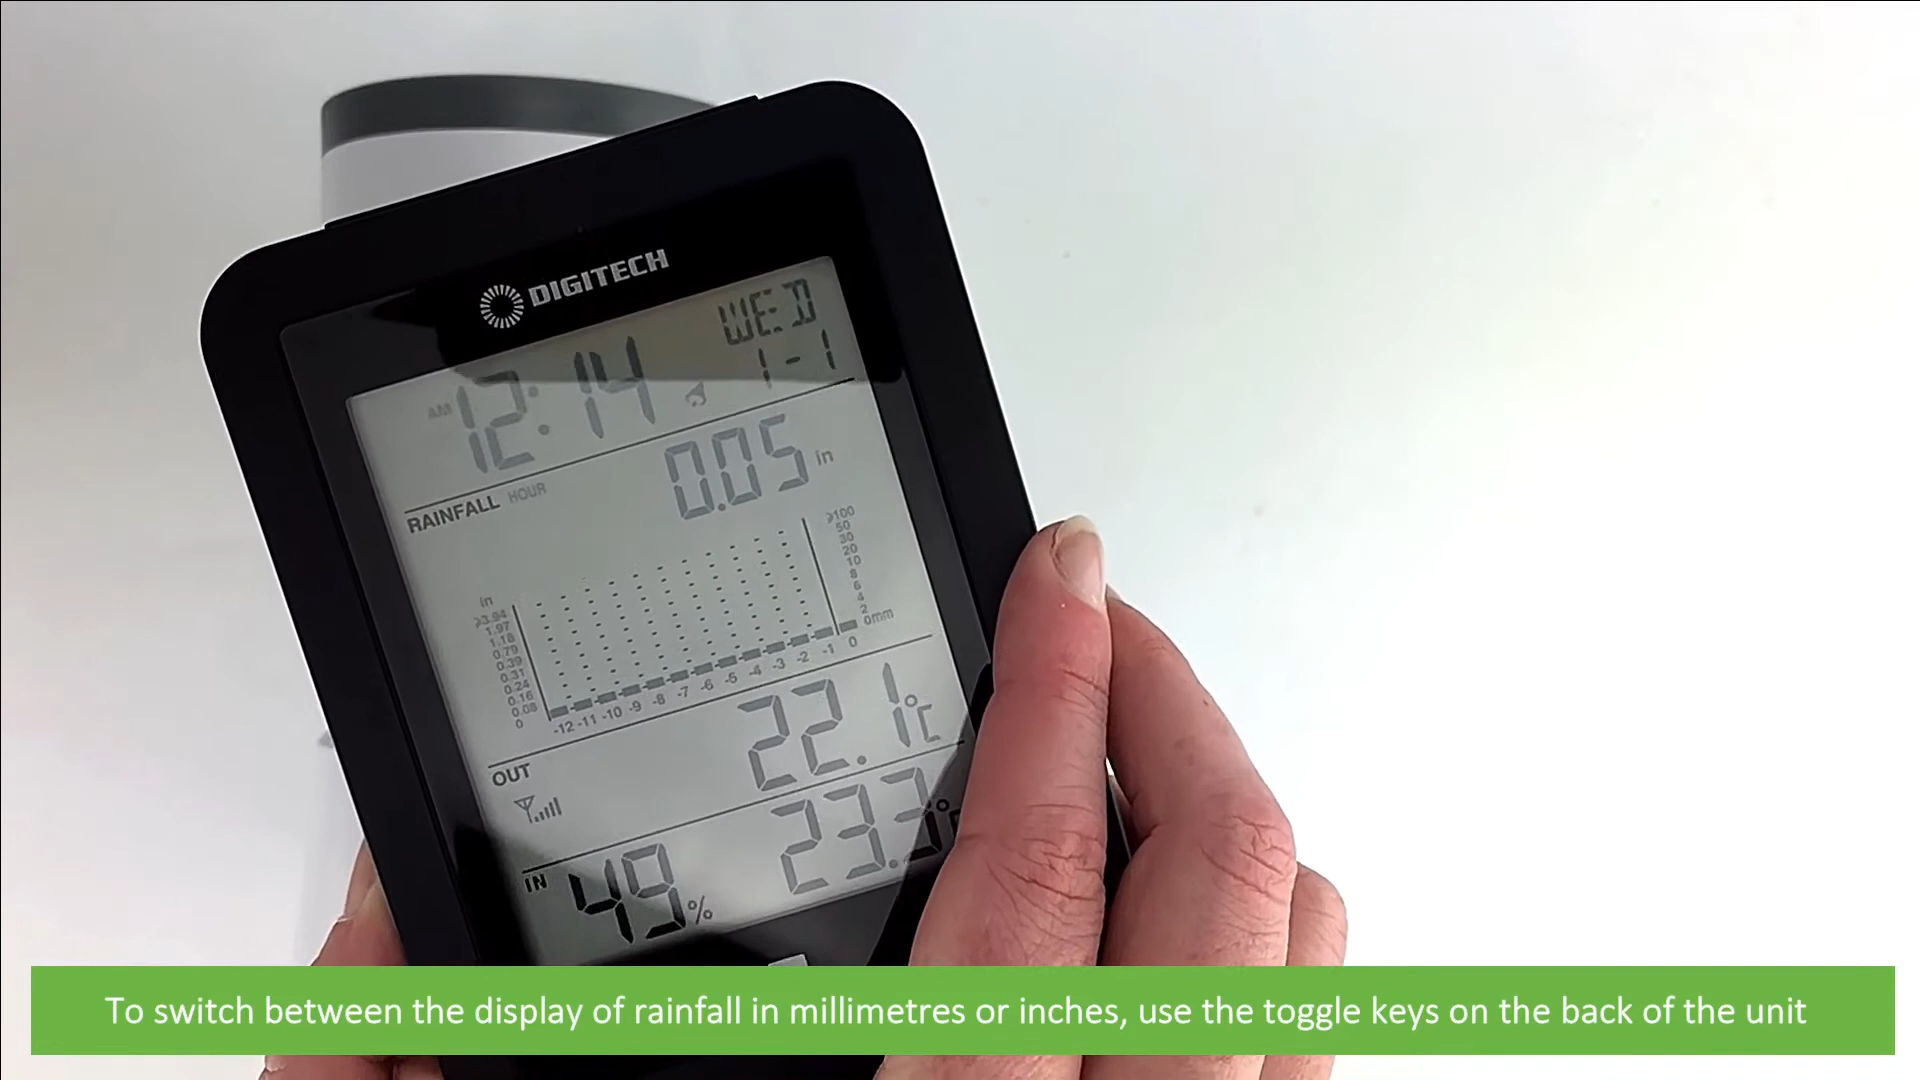 DIGITECH
WED
AM 12:14 1-1
RAINFALL HOUR 0.05 in
in
>3.94
1.97
1.18
0.79
0.39
0.31
0.24
0.16
0.08
0
>100
50
30
20
10
8
6
4
2
0mm
-12 -11 -10 -9 -8 -7 -6 -5 -4 -3 -2 -1 0
OUT 22.1°C
IN 49% 23.3°
To switch between the display of rainfall in millimetres or inches, use the toggle keys on the back of the unit